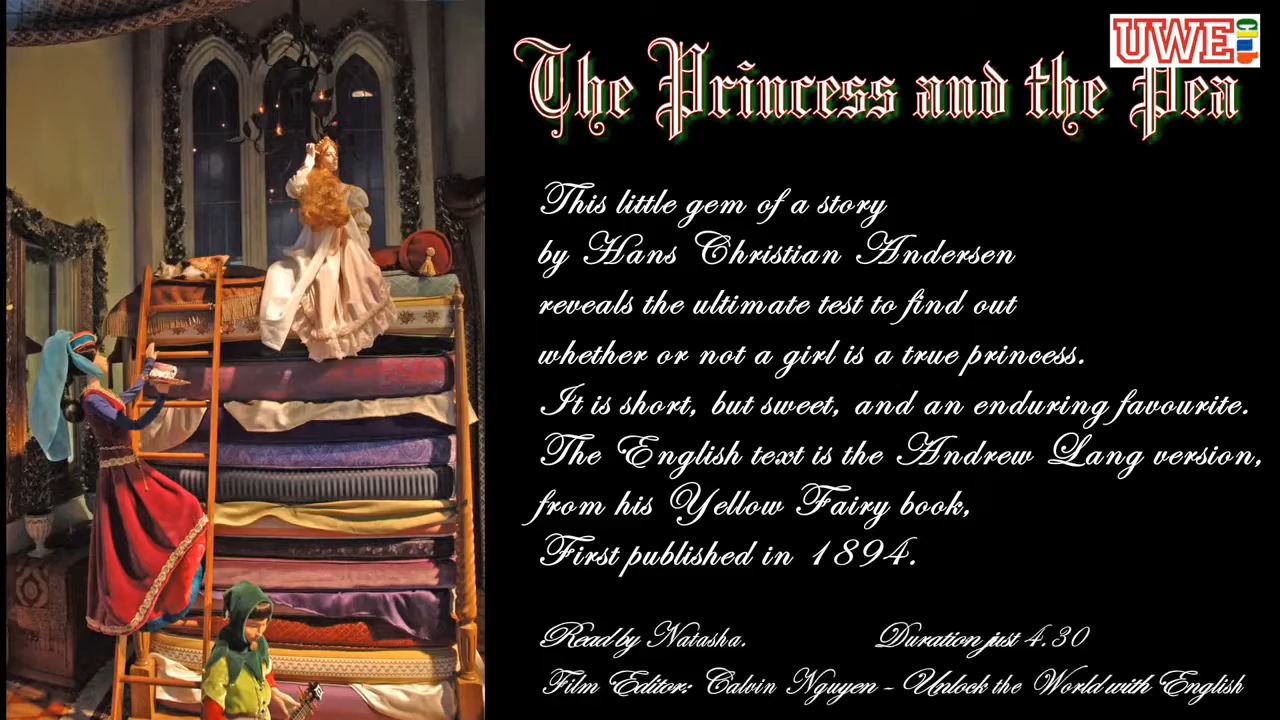 UWE CLUB
The Princess and the Pea
This little gem of a story
by Hans Christian Andersen
reveals the ultimate test to find out
whether or not a girl is a true princess.
It is short, but sweet, and an enduring favourite.
The English text is the Andrew Lang version,
from his Yellow Fairy book,
First published in 1894.
Read by Natasha. Duration just 4.30
Film Editor: Calvin Nguyen - Unlock the World with English